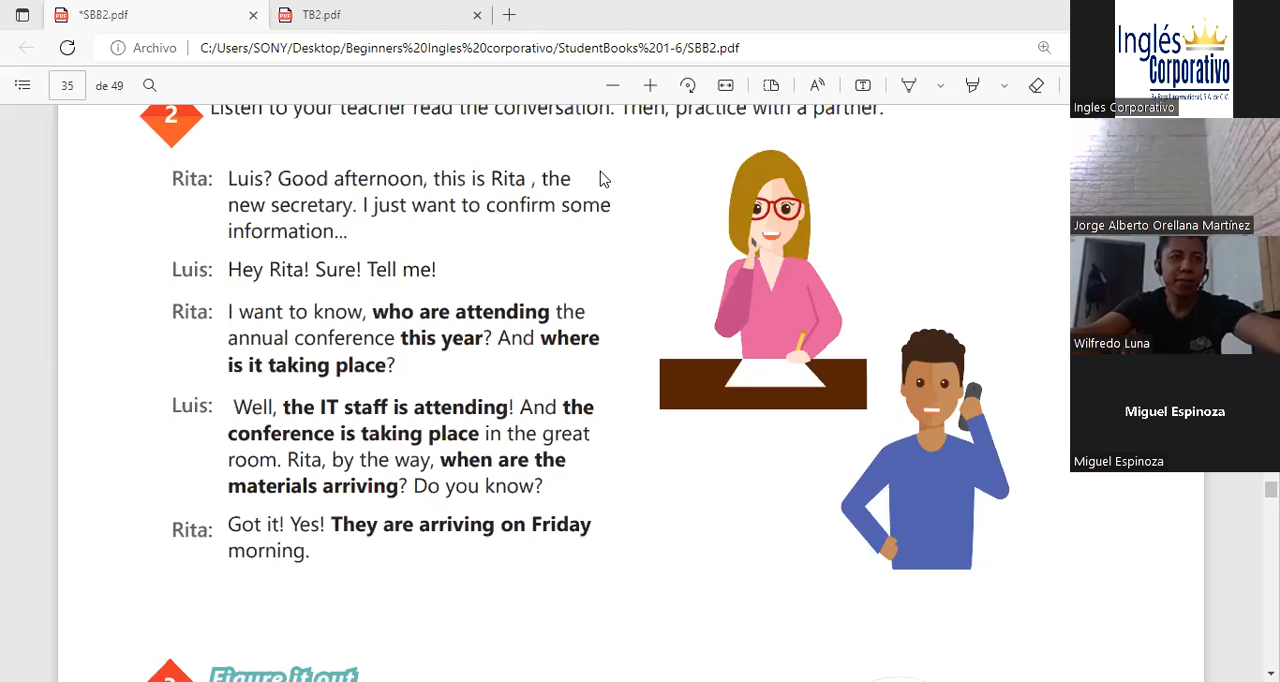 *SBB2.pdf
TB2.pdf
Archivo
C:/Users/SONY/Desktop/Beginners%20Ingles%20corporativo/StudentBooks%201-6/SBB2.pdf
35
de 49
2
Listen to your teacher read the conversation. Then, practice with a partner.
Rita: Luis? Good afternoon, this is Rita , the
new secretary. I just want to confirm some
information...
Luis: Hey Rita! Sure! Tell me!
Rita: I want to know, who are attending the
annual conference this year? And where
is it taking place?
Luis: Well, the IT staff is attending! And the
conference is taking place in the great
room. Rita, by the way, when are the
materials arriving? Do you know?
Rita: Got it! Yes! They are arriving on Friday
morning.
Figure it out
Inglés
Corporativo
Ingles Corporativo
Jorge Alberto Orellana Martínez
Wilfredo Luna
Miguel Espinoza
Miguel Espinoza